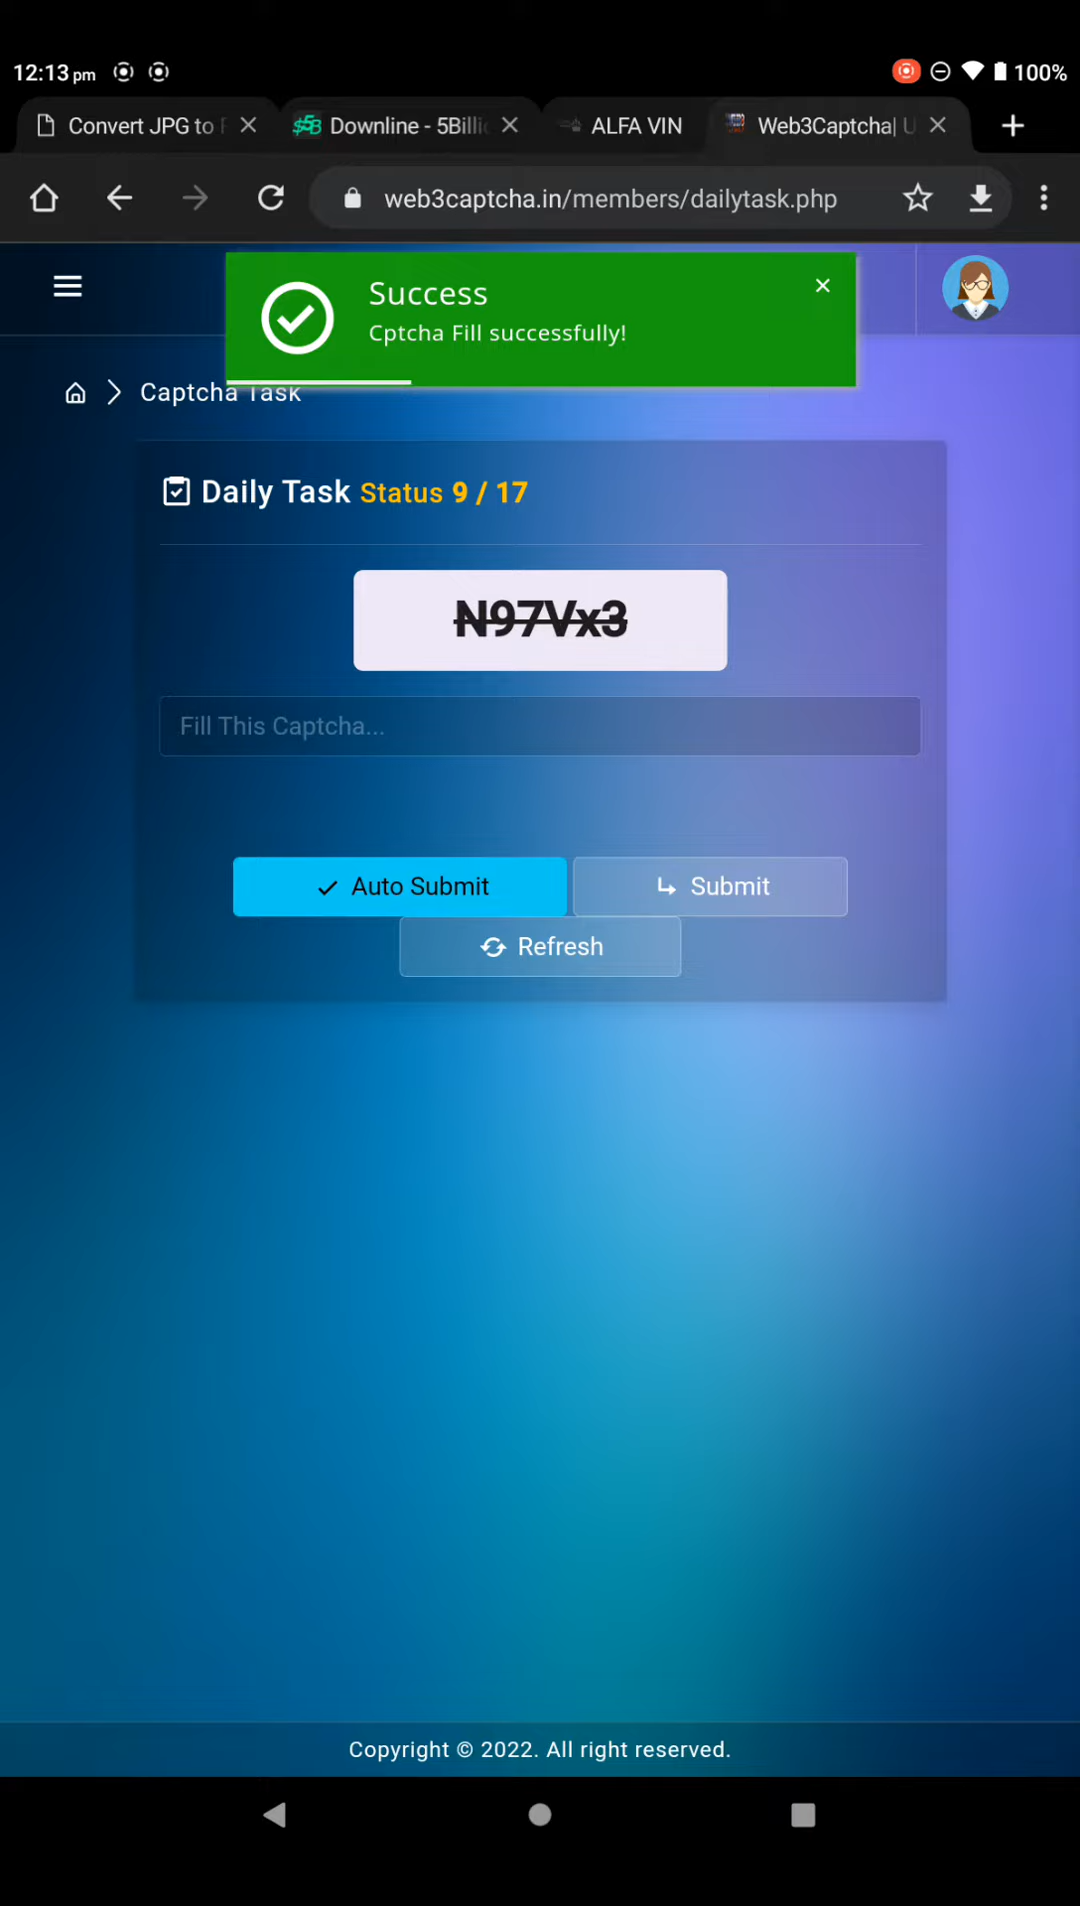 12:13 pm 100%
Convert JPG to Downline - 5Billi ALFA VIN Web3Captcha| U
web3captcha.in/members/dailytask.php
Success
Cptcha Fill successfully!
Captcha Task
Daily Task Status 9 / 17
N97Vx3
Fill This Captcha...
Auto Submit Submit
Refresh
Copyright © 2022. All right reserved.